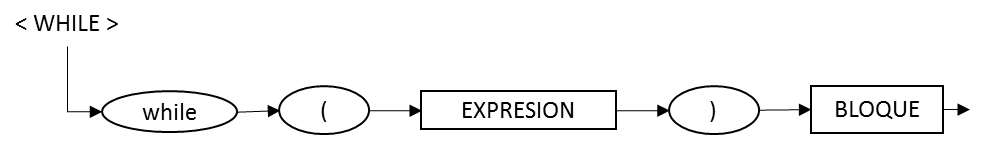 < WHILE >
while ( EXPRESION ) BLOQUE